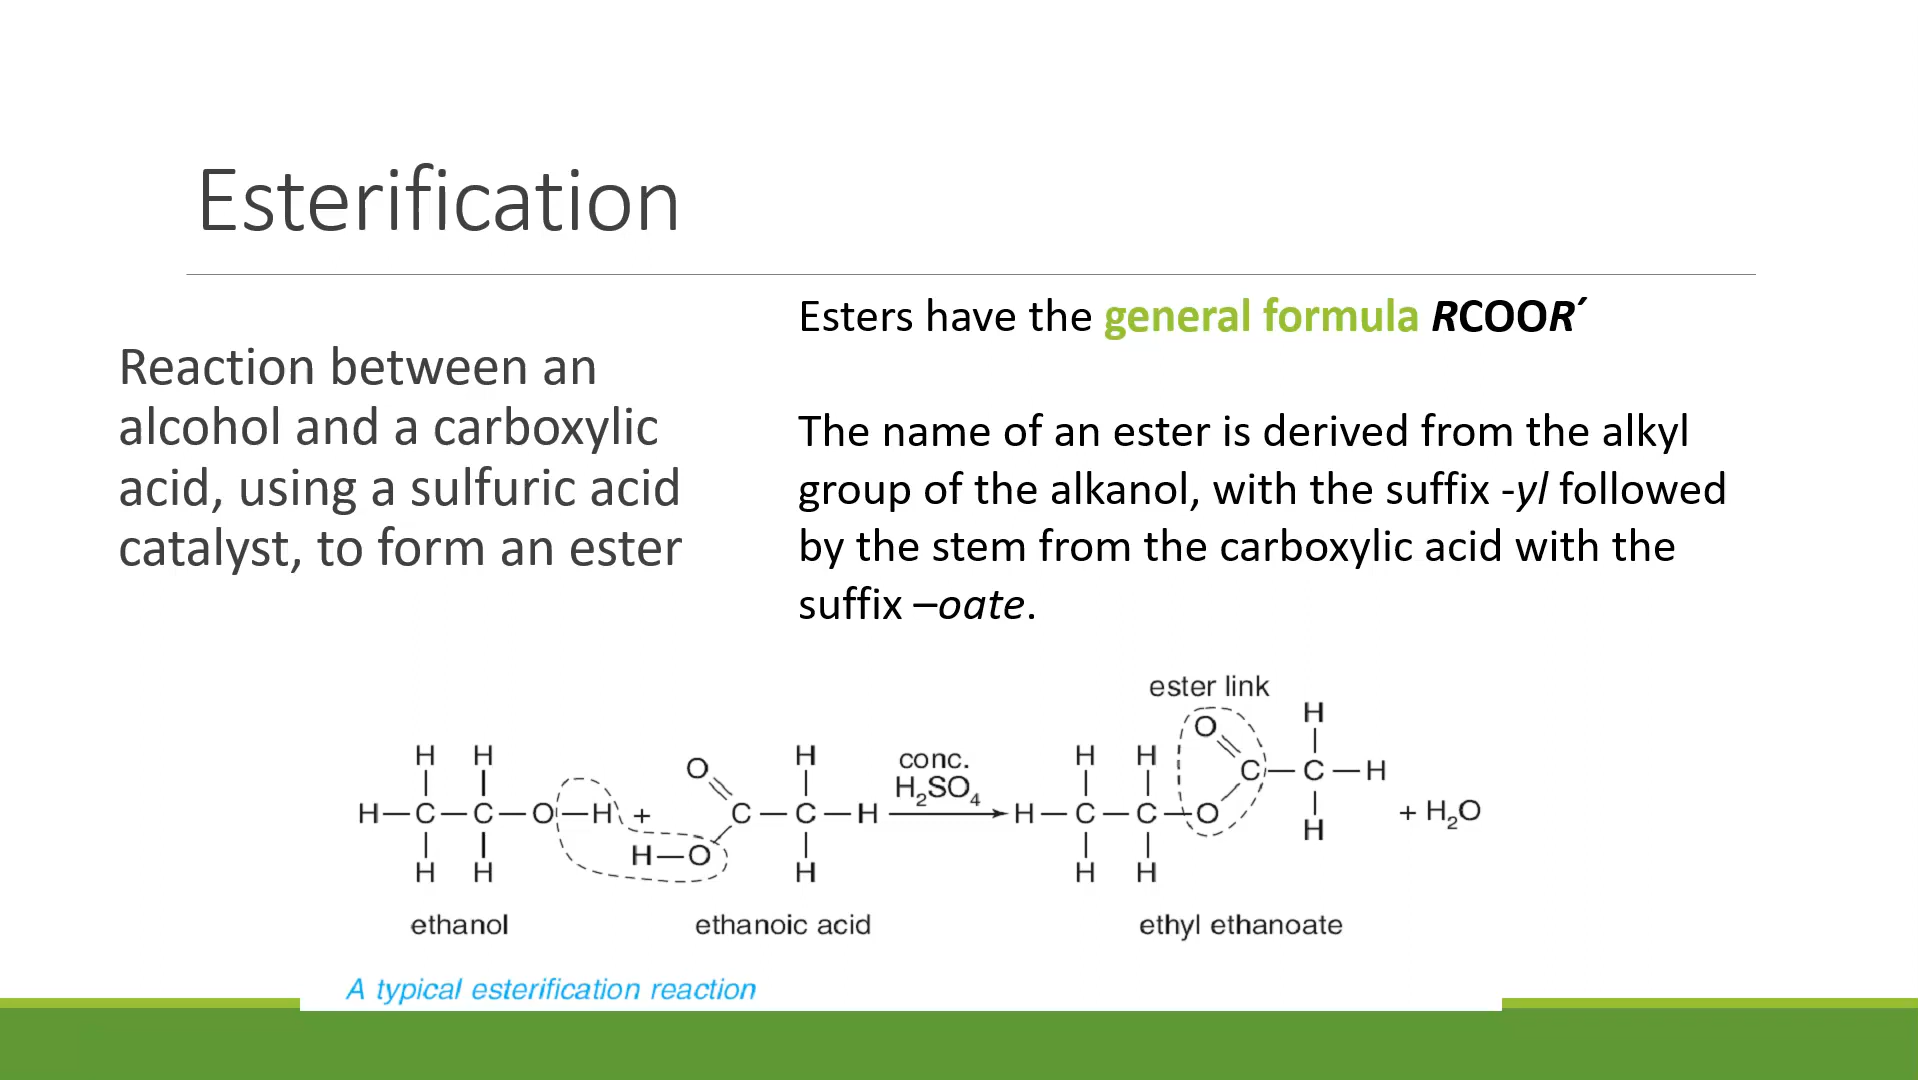 Esterification
Reaction between an
alcohol and a carboxylic
acid, using a sulfuric acid
catalyst, to form an ester
Esters have the general formula RCOOR´
The name of an ester is derived from the alkyl
group of the alkanol, with the suffix -yl followed
by the stem from the carboxylic acid with the
suffix –oate.
ester link
H
H H O H conc. H H O
H₂SO₄
C — C — H
H — C — C — O — H + C — C — H H — C — C — O + H₂O
H — O H
H H H H H
ethanol ethanoic acid ethyl ethanoate
A typical esterification reaction